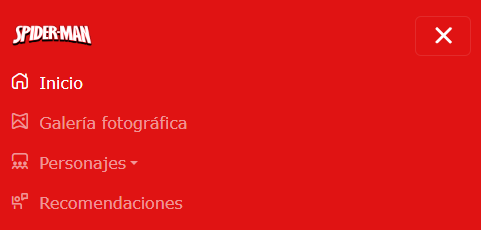 SPIDER-MAN
Inicio
Galería fotográfica
Personajes
Recomendaciones